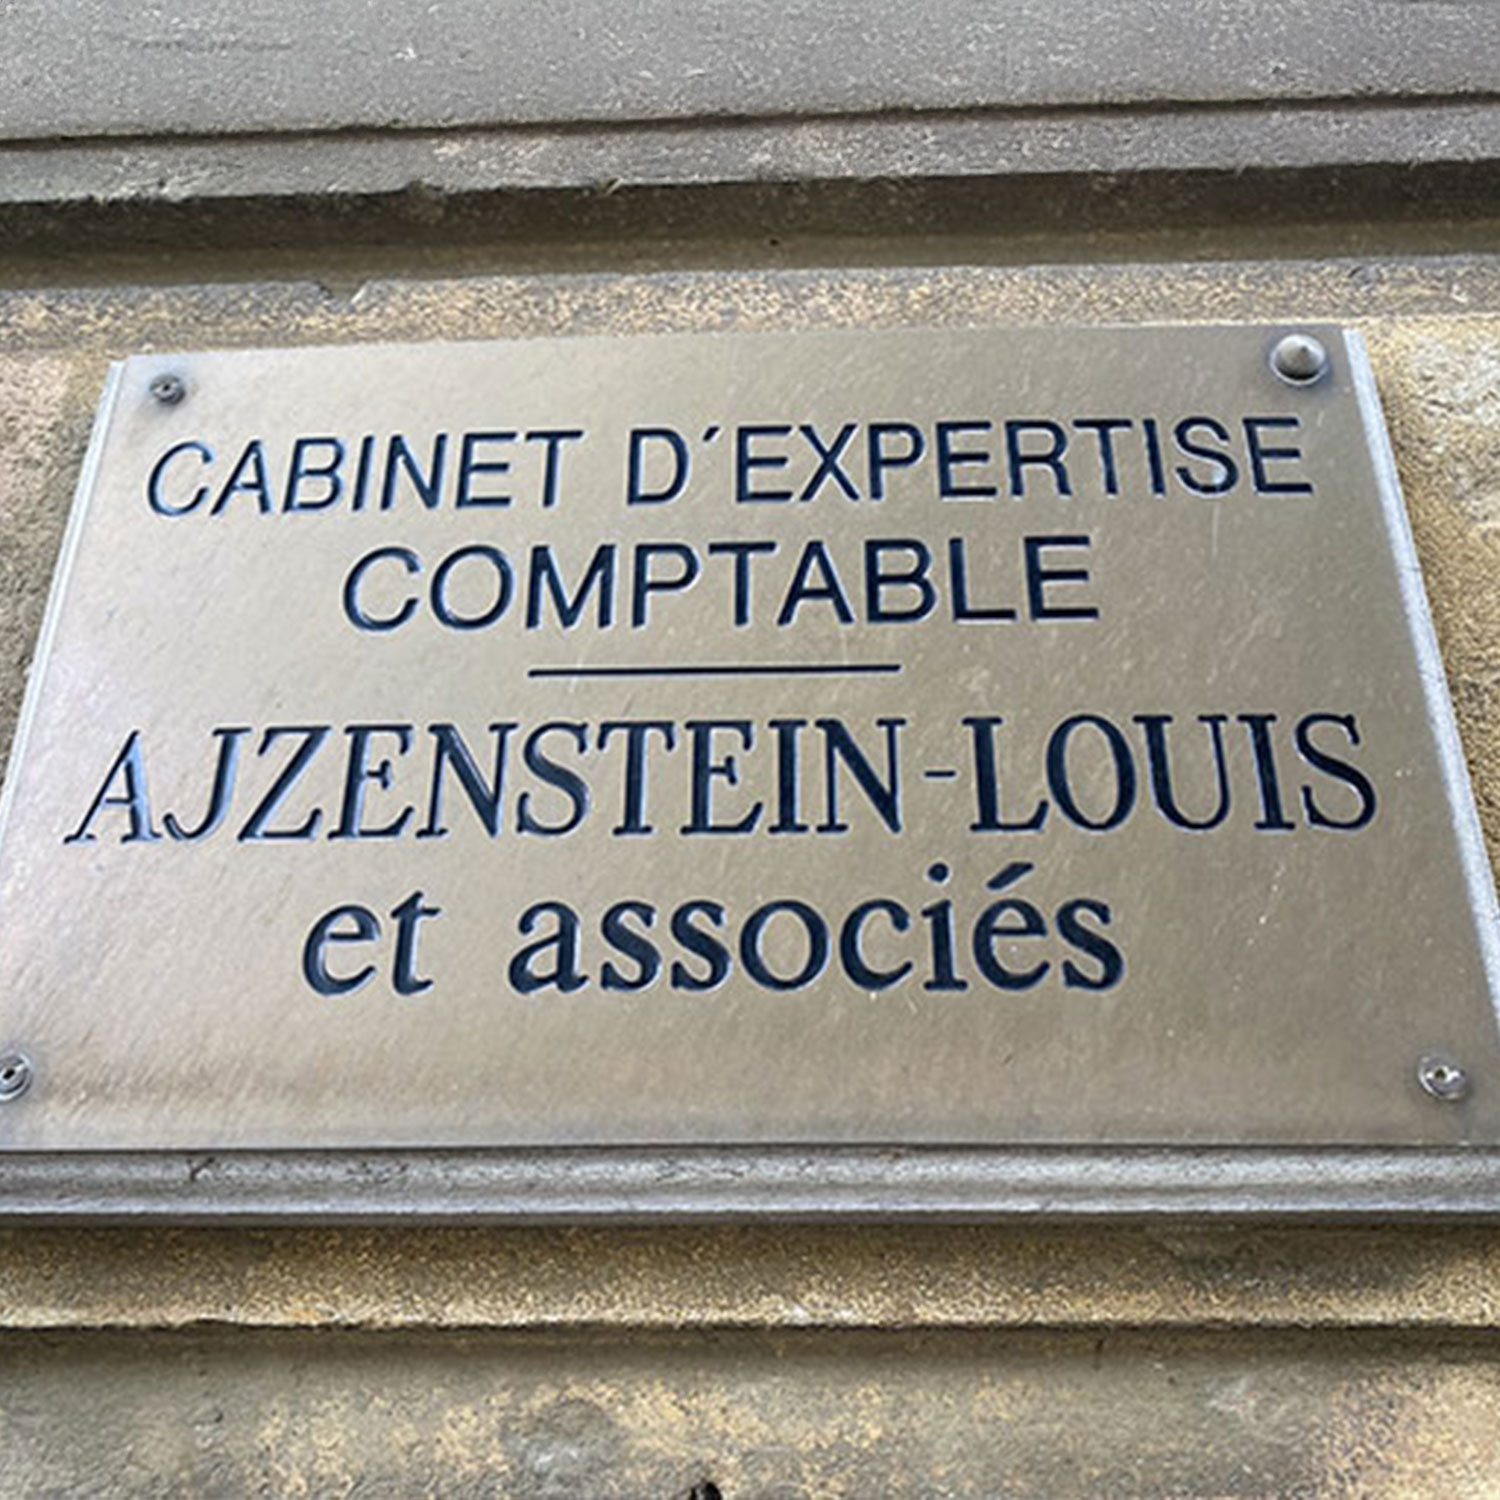 CABINET D'EXPERTISE
COMPTABLE
AJZENSTEIN-LOUIS
et associés